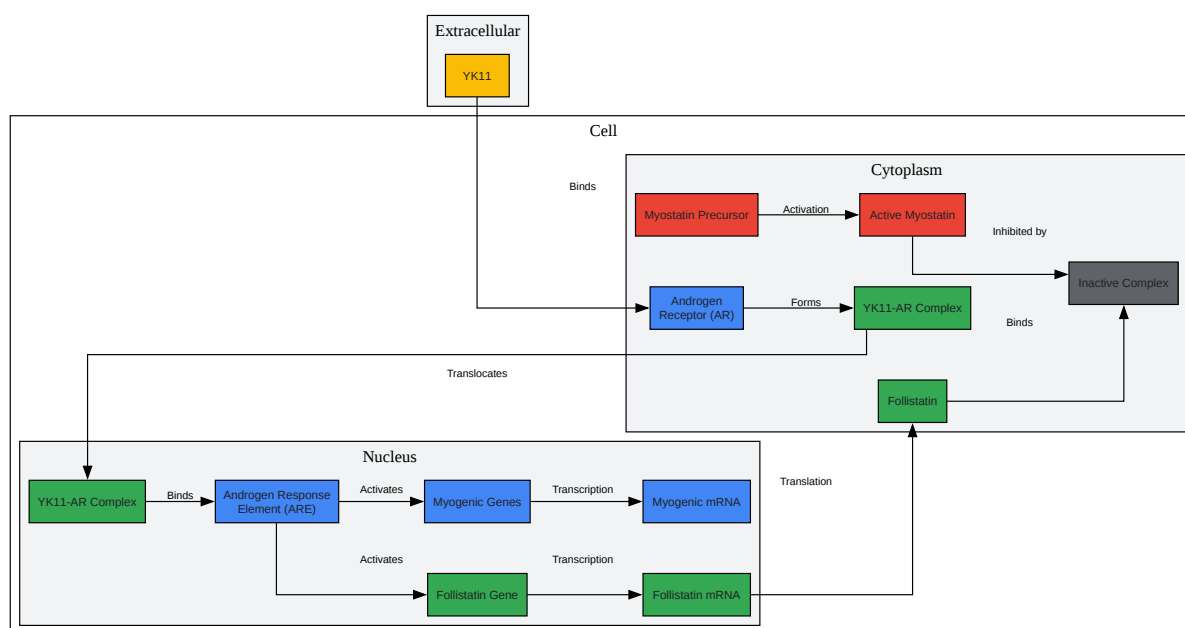 Extracellular
YK11
Cell
Cytoplasm
Binds
Myostatin Precursor
Activation
Active Myostatin
Inhibited by
Inactive Complex
Androgen
Receptor (AR)
Forms
YK11-AR Complex
Binds
Translocates
Follistatin
Nucleus
YK11-AR Complex
Binds
Androgen Response
Element (ARE)
Activates
Myogenic Genes
Transcription
Myogenic mRNA
Translation
Activates
Follistatin Gene
Transcription
Follistatin mRNA